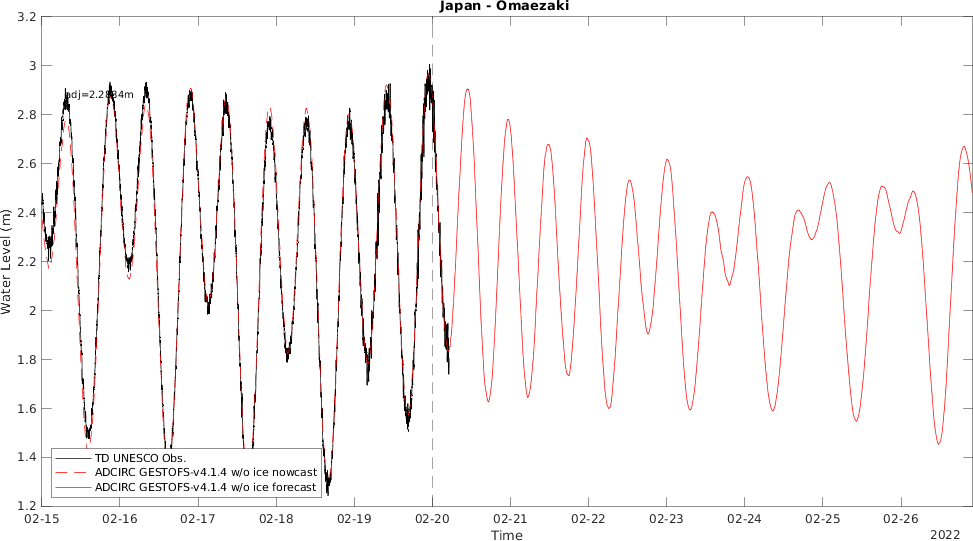 Japan - Omaezaki
3.2
3
2.8
2.6
2.4
2.2
2
1.8
1.6
1.4
1.2
Water Level (m)
TD UNESCO Obs.
ADCIRC GESTOFS-v4.1.4 w/o ice nowcast
ADCIRC GESTOFS-v4.1.4 w/o ice forecast
02-15 02-16 02-17 02-18 02-19 02-20 02-21 02-22 02-23 02-24 02-25 02-26
Time
2022